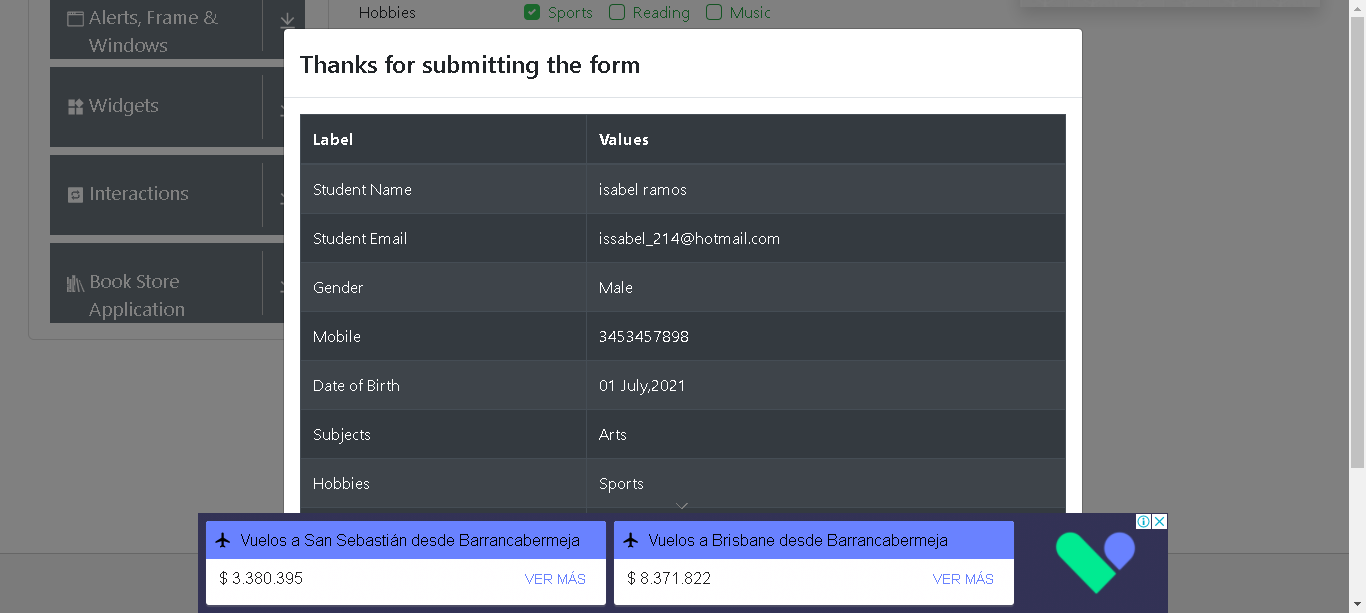 Alerts, Frame &
Windows
Hobbies Sports Reading Music
Thanks for submitting the form
Widgets
Label Values
Student Name isabel ramos
Interactions
Student Email issabel_214@hotmail.com
Gender Male
Book Store
Application
Mobile 3453457898
Date of Birth 01 July,2021
Subjects Arts
Hobbies Sports
Vuelos a San Sebastián desde Barrancabermeja
$ 3.380.395 VER MÁS
Vuelos a Brisbane desde Barrancabermeja
$ 8.371.822 VER MÁS